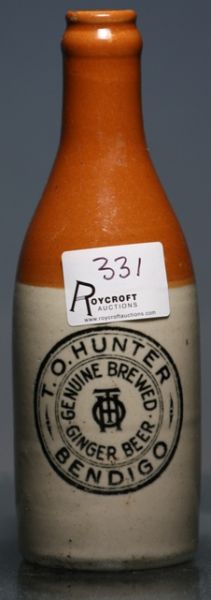 331
ROYCROFT
AUCTIONS
www.roycroftauctions.com
T.O. HUNTER
GENUINE BREWED
TOH
GINGER BEER
BENDIGO